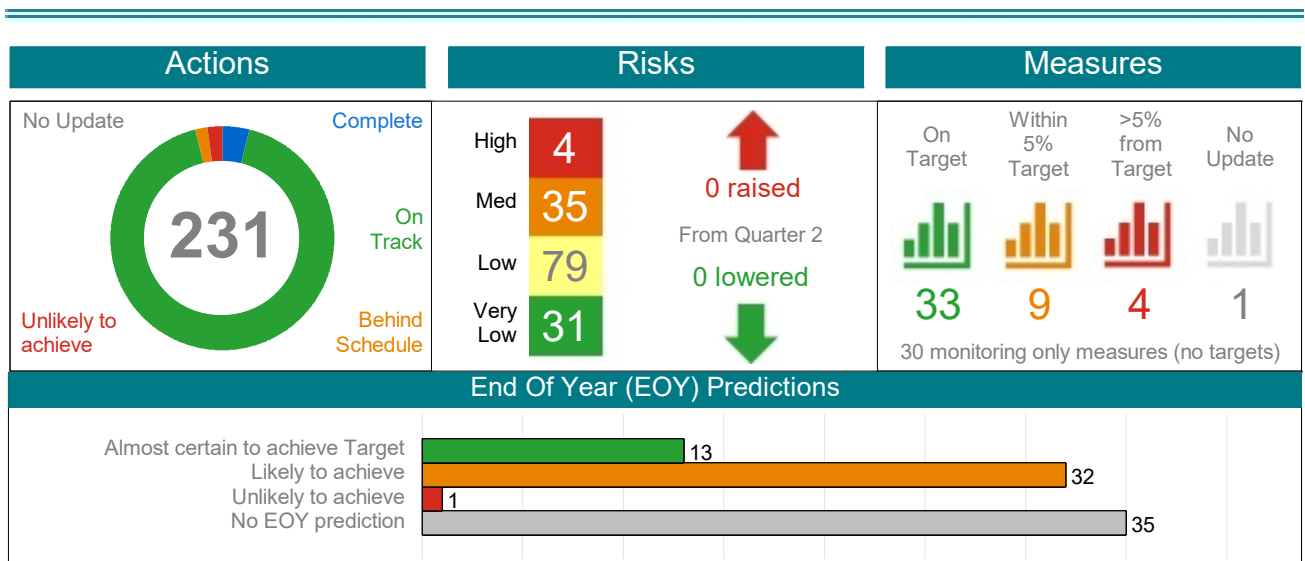 Actions
No Update
Complete
231
On
Track
Unlikely to
achieve
Behind
Schedule
Risks
High
4
Med
35
Low
79
Very
Low
31
0 raised
From Quarter 2
0 lowered
Measures
On
Target
Within
5%
Target
>5%
from
Target
No
Update
33
9
4
1
30 monitoring only measures (no targets)
End Of Year (EOY) Predictions
Almost certain to achieve Target
13
Likely to achieve
32
Unlikely to achieve
1
No EOY prediction
35